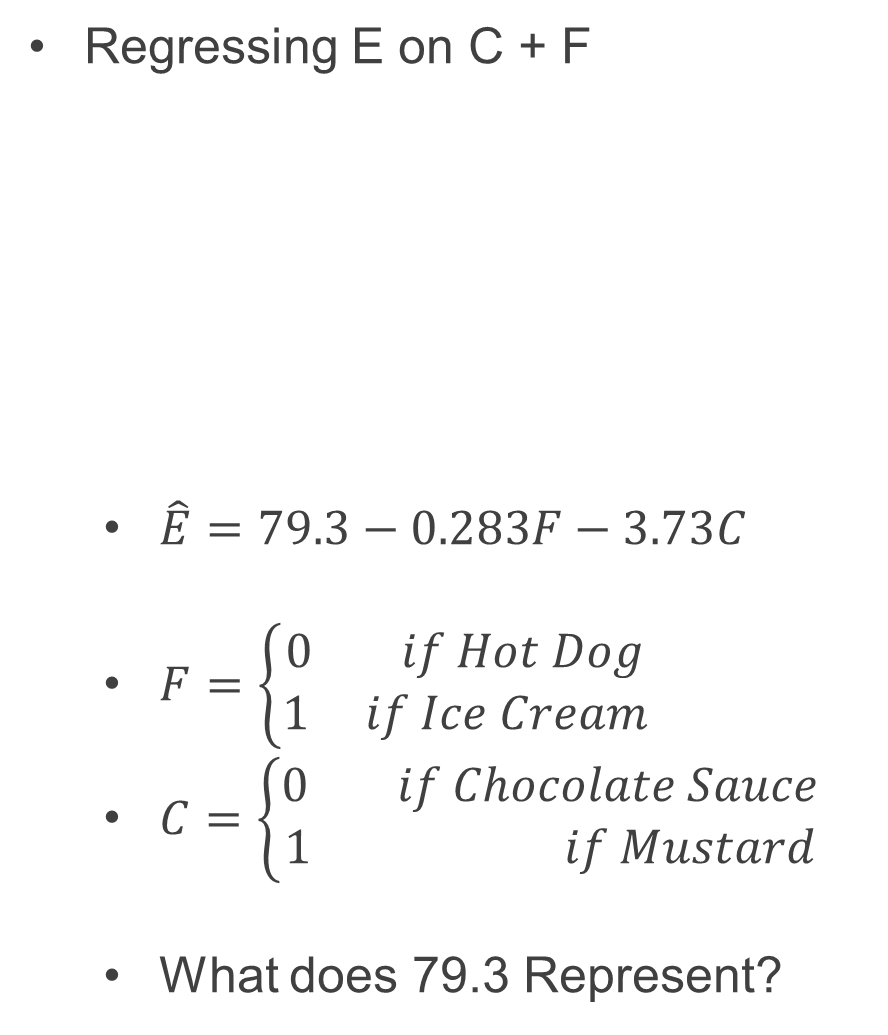 • Regressing E on C + F
• Ê = 79.3 − 0.283F − 3.73C
• F = {0 if Hot Dog
1 if Ice Cream
• C = {0 if Chocolate Sauce
1 if Mustard
• What does 79.3 Represent?